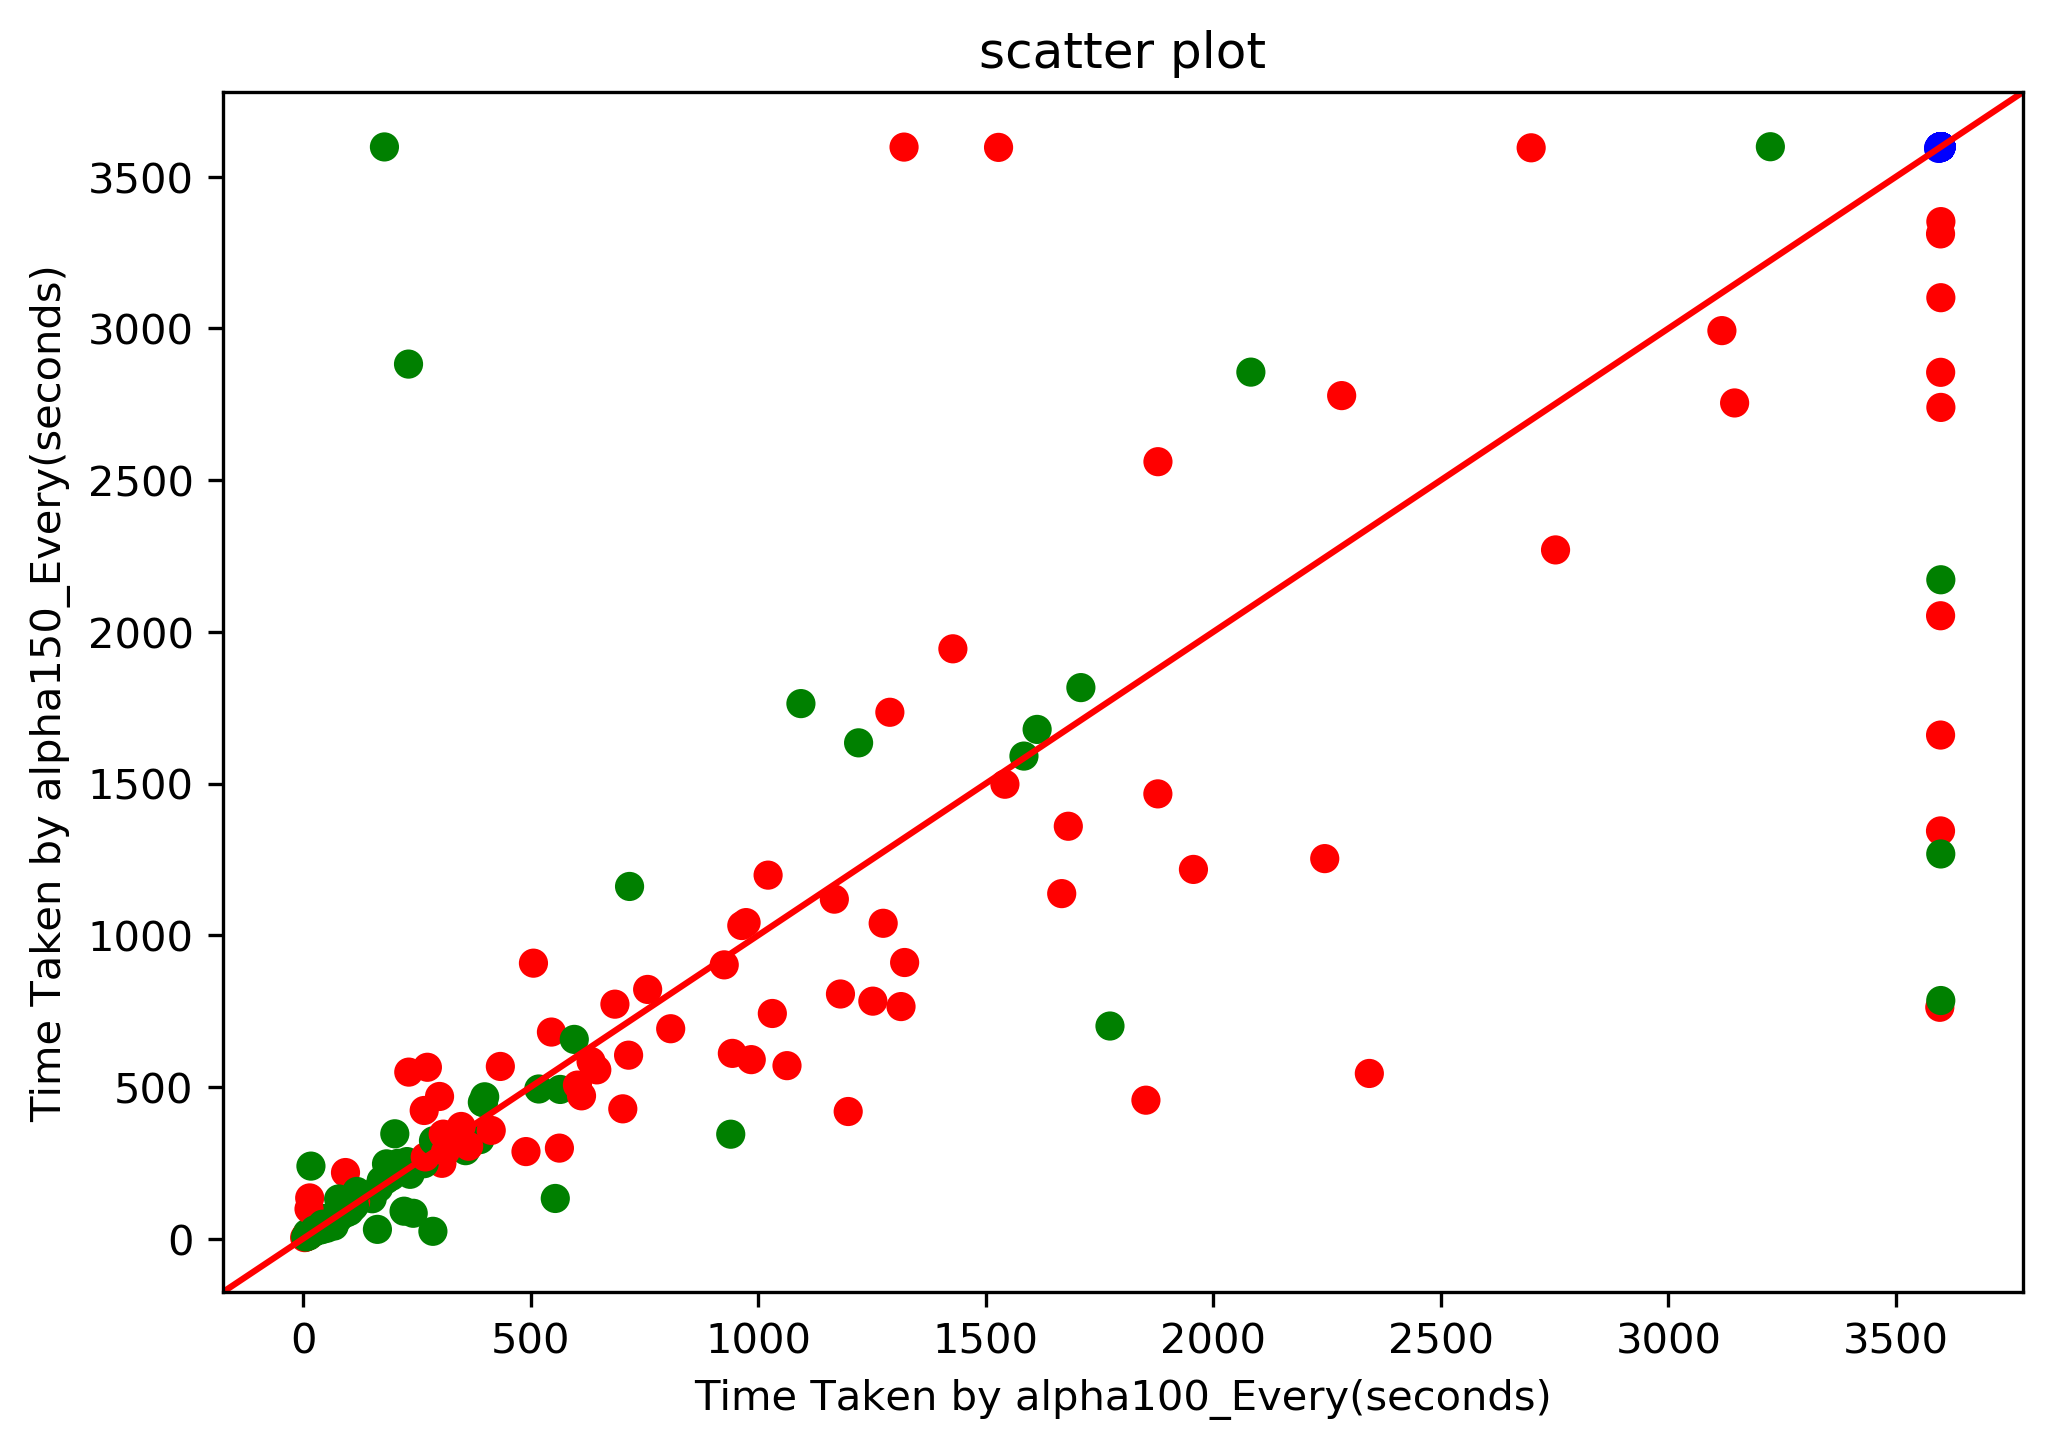 scatter plot
Time Taken by alpha150_Every(seconds)
3500
3000
2500
2000
1500
1000
500
0
0 500 1000 1500 2000 2500 3000 3500
Time Taken by alpha100_Every(seconds)